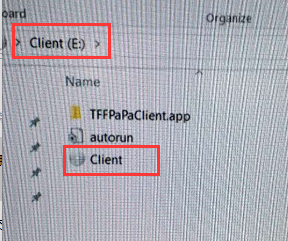 oard
Organize
Client (E:)
Name
TFFPaPaClient.app
autorun
Client